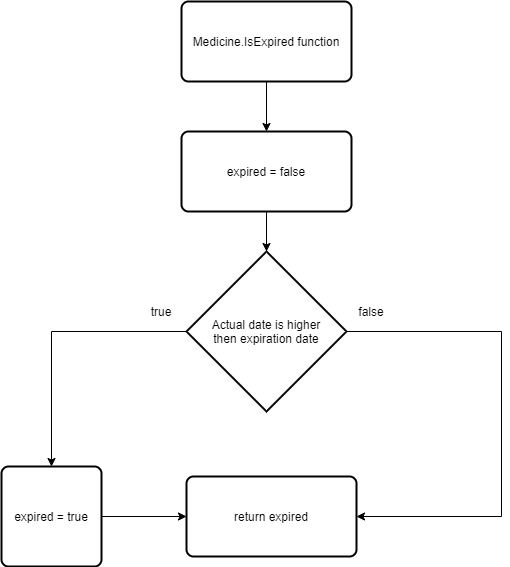 Medicine.IsExpired function
expired = false
true
false
Actual date is higher
then expiration date
expired = true
return expired